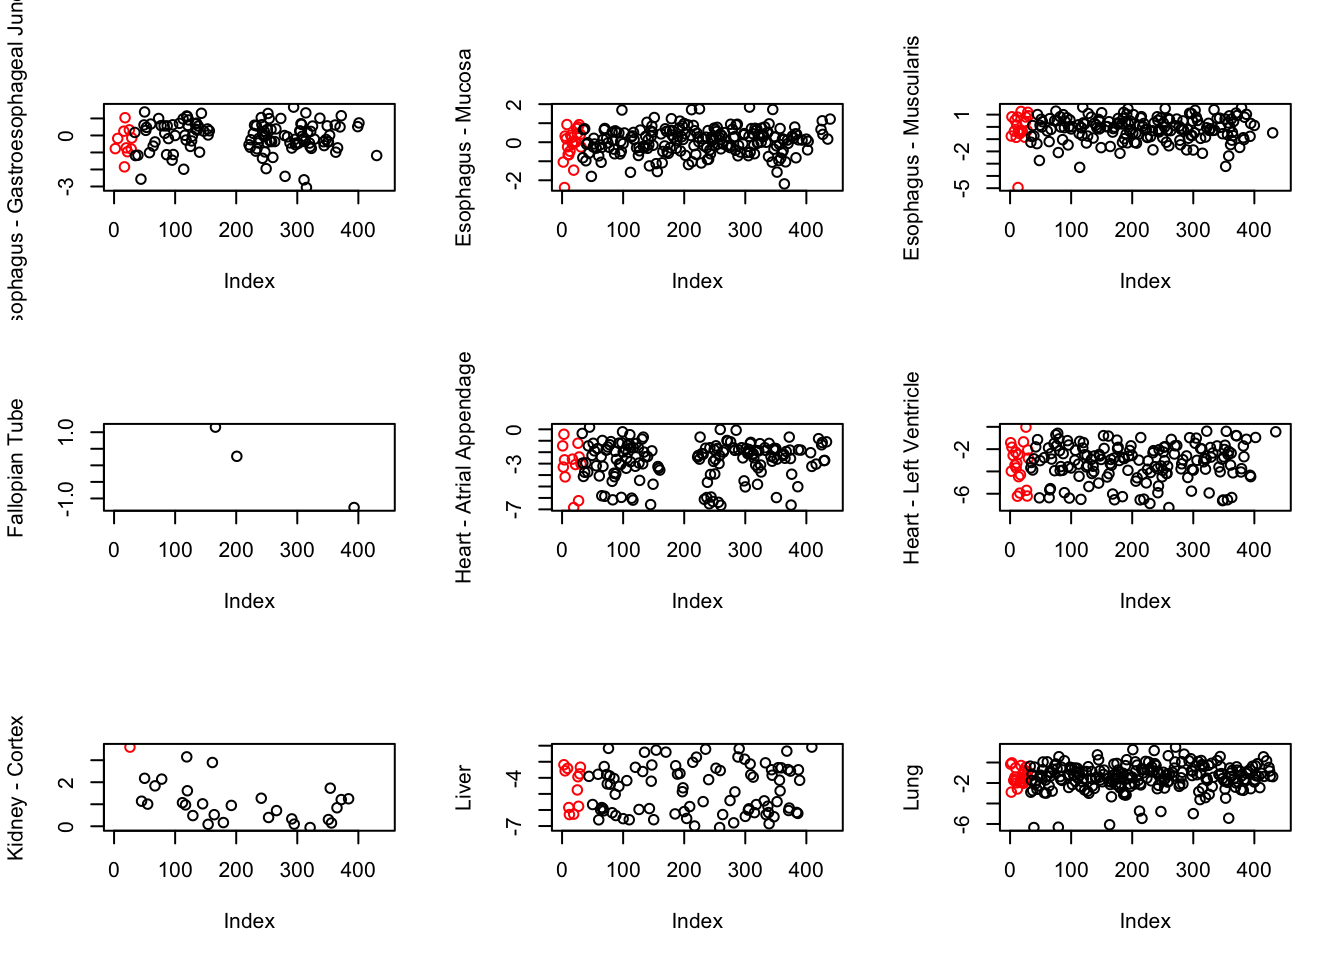 sophagus - Gastroesophageal Junc
0
-3
0 100 200 300 400
Index
Esophagus - Mucosa
2
0
-2
0 100 200 300 400
Index
Esophagus - Muscularis
1
-2
-5
0 100 200 300 400
Index
Fallopian Tube
1.0
-1.0
0 100 200 300 400
Index
Heart - Atrial Appendage
0
-3
-7
0 100 200 300 400
Index
Heart - Left Ventricle
-2
-6
0 100 200 300 400
Index
Kidney - Cortex
2
0
0 100 200 300 400
Index
Liver
-4
-7
0 100 200 300 400
Index
Lung
-2
-6
0 100 200 300 400
Index